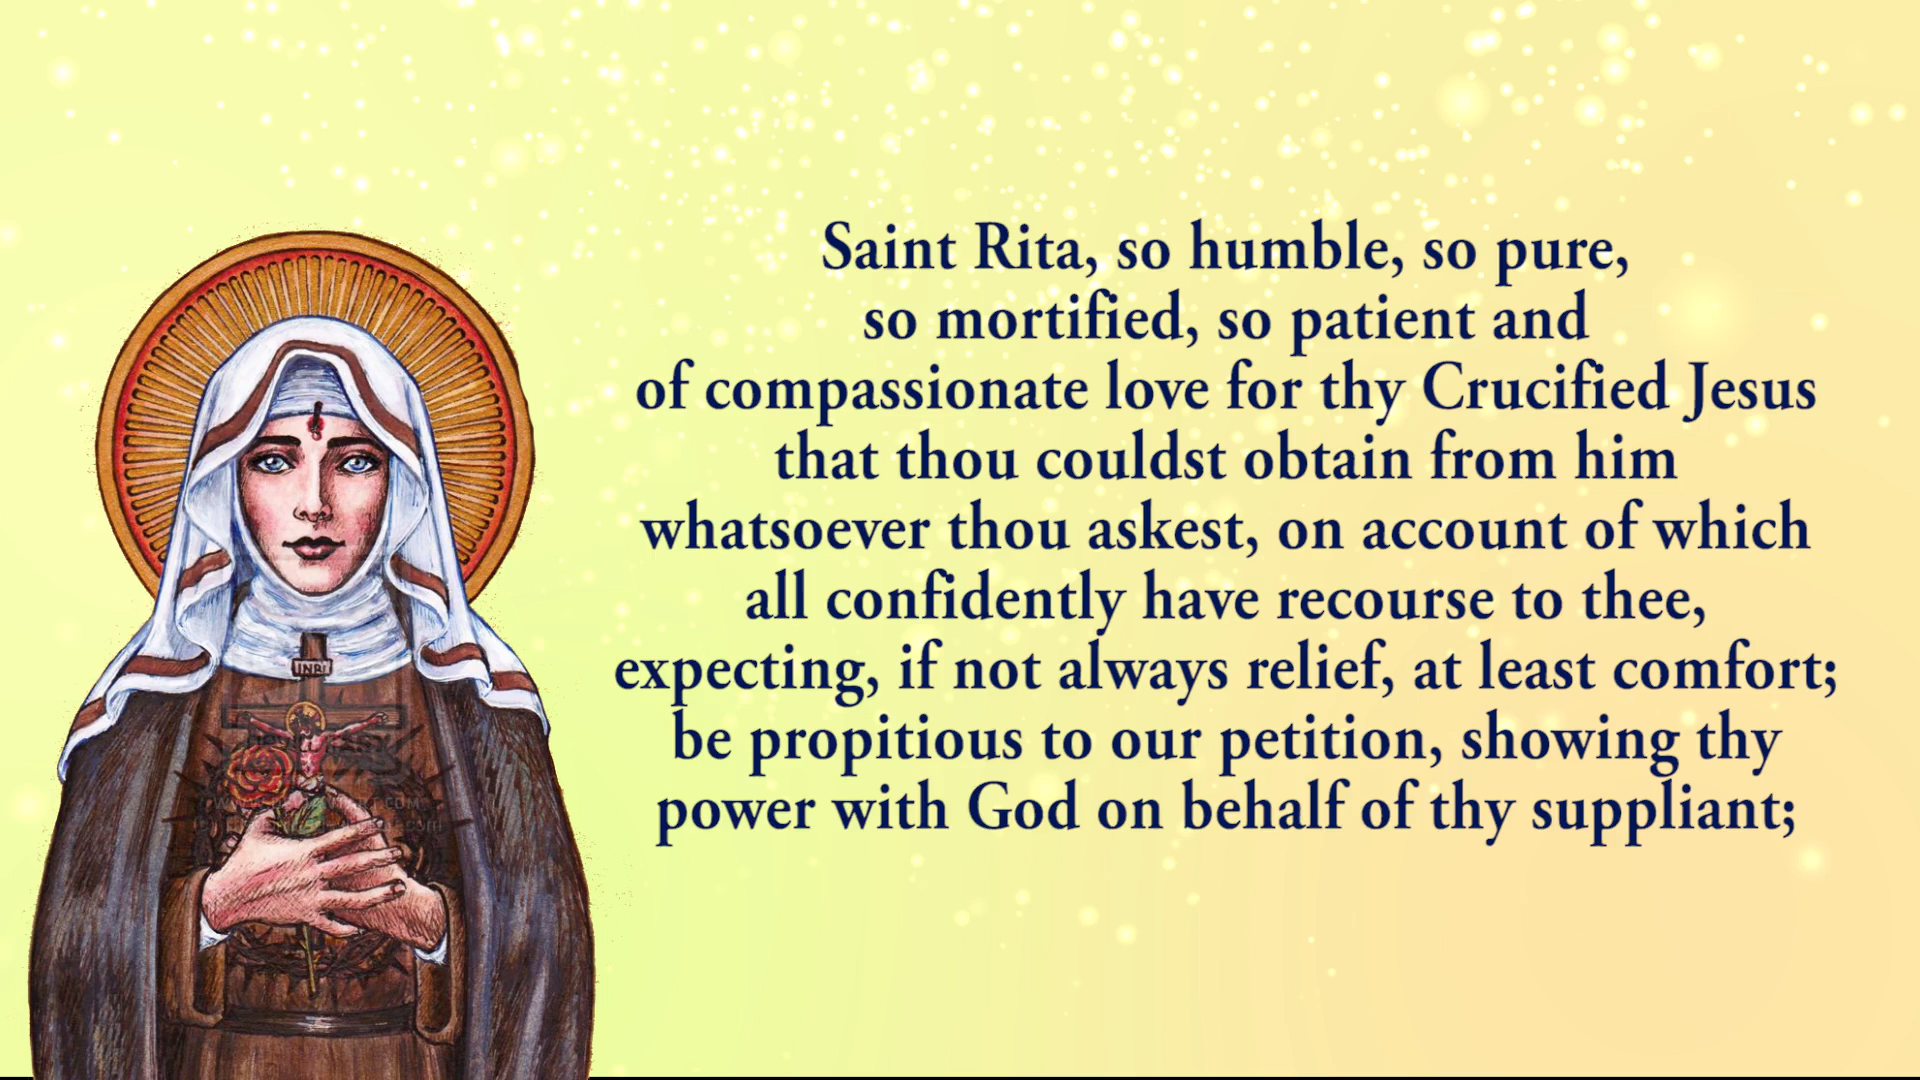 Saint Rita, so humble, so pure,
so mortified, so patient and
of compassionate love for thy Crucified Jesus
that thou couldst obtain from him
whatsoever thou askest, on account of which
all confidently have recourse to thee,
expecting, if not always relief, at least comfort;
be propitious to our petition, showing thy
power with God on behalf of thy suppliant;
INRI